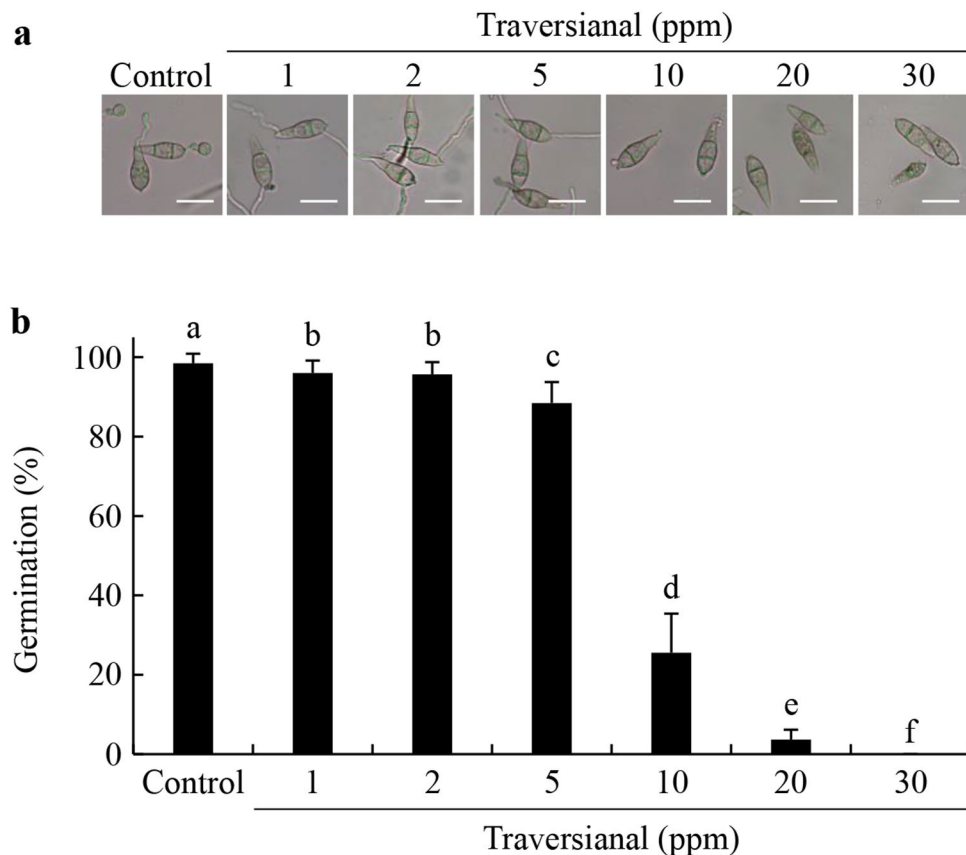 a
Traversianal (ppm)
Control 1 2 5 10 20 30
b
a b b c d e f
100
80
60
40
20
0
Germination (%)
Control 1 2 5 10 20 30
Traversianal (ppm)